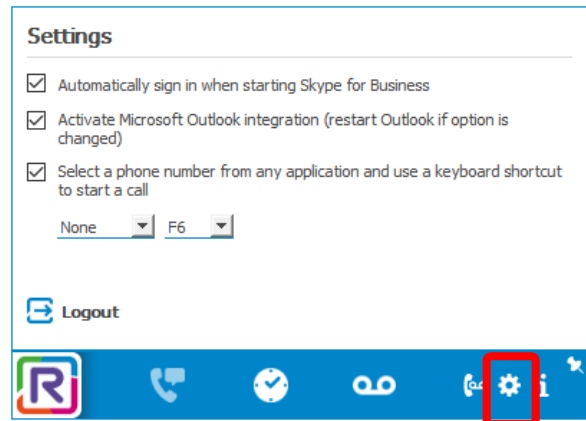 Settings
Automatically sign in when starting Skype for Business
Activate Microsoft Outlook integration (restart Outlook if option is
changed)
Select a phone number from any application and use a keyboard shortcut
to start a call
None F6
Logout
R